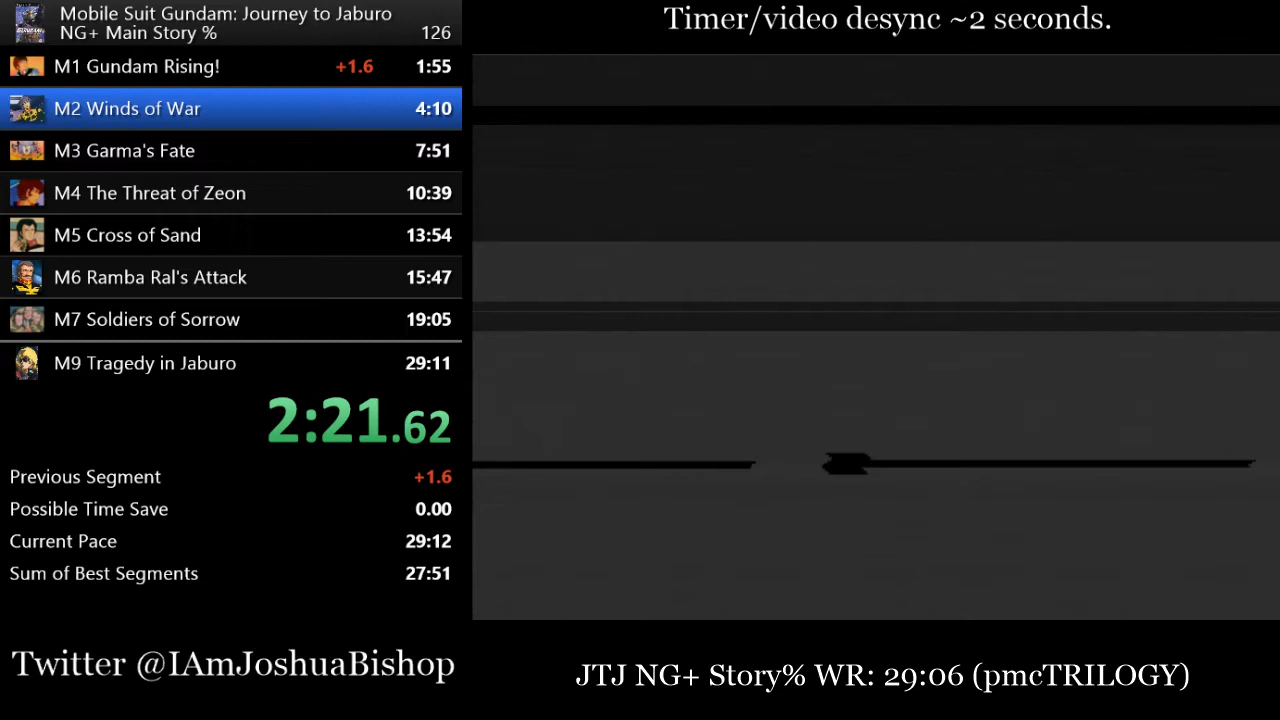 Mobile Suit Gundam: Journey to Jaburo
NG+ Main Story % 126
M1 Gundam Rising! +1.6 1:55
M2 Winds of War 4:10
M3 Garma's Fate 7:51
M4 The Threat of Zeon 10:39
M5 Cross of Sand 13:54
M6 Ramba Ral's Attack 15:47
M7 Soldiers of Sorrow 19:05
M9 Tragedy in Jaburo 29:11
2:21.62
Previous Segment +1.6
Possible Time Save 0.00
Current Pace 29:12
Sum of Best Segments 27:51
Twitter @IAmJoshuaBishop
Timer/video desync ~2 seconds.
JTJ NG+ Story% WR: 29:06 (pmcTRILOGY)